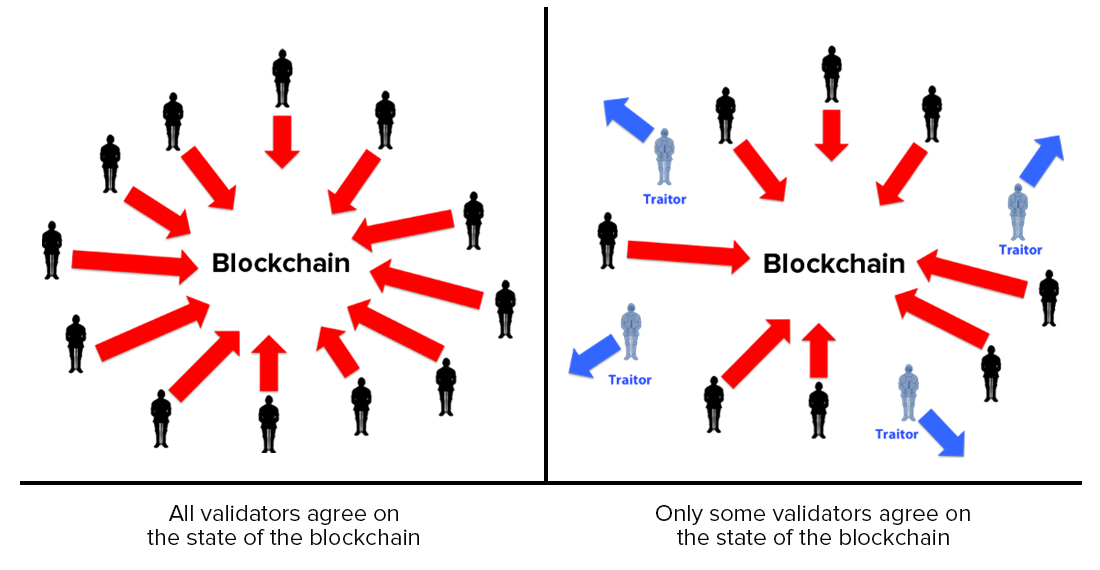 Blockchain
All validators agree on
the state of the blockchain
Traitor
Traitor
Blockchain
Traitor
Traitor
Only some validators agree on
the state of the blockchain